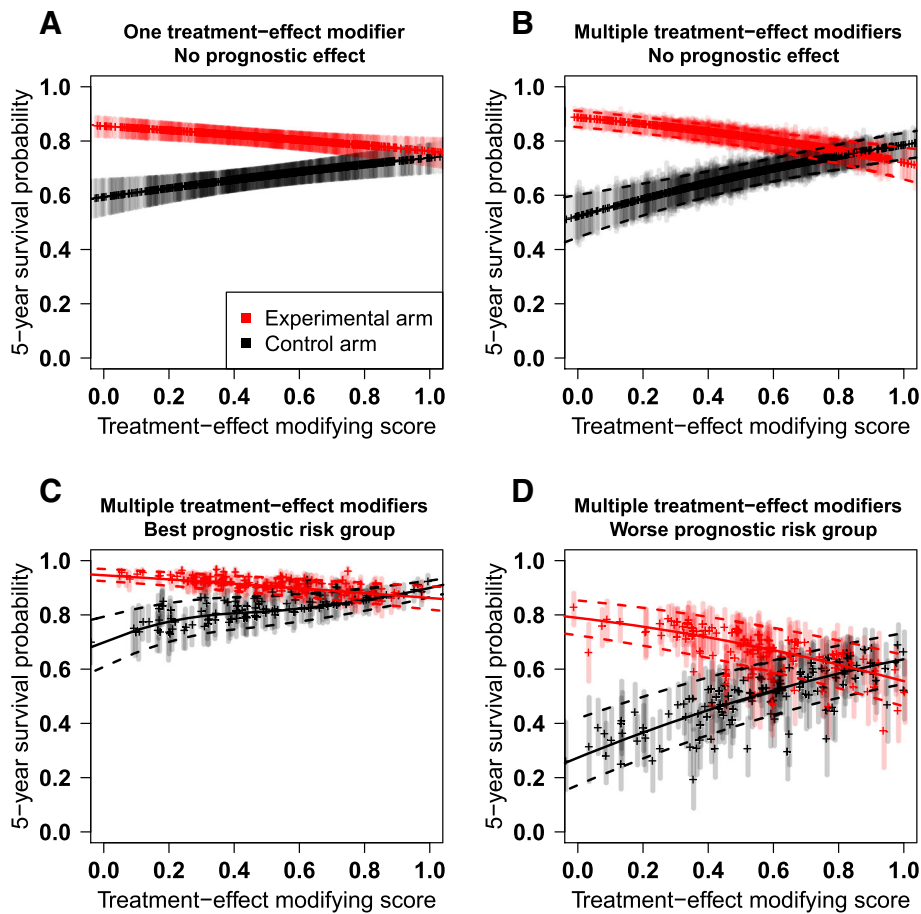 A
One treatment−effect modifier
No prognostic effect
5−year survival probability
1.0
0.8
0.6
0.4
0.2
0.0
Experimental arm
Control arm
0.0 0.2 0.4 0.6 0.8 1.0
Treatment−effect modifying score
B
Multiple treatment−effect modifiers
No prognostic effect
5−year survival probability
1.0
0.8
0.6
0.4
0.2
0.0
0.0 0.2 0.4 0.6 0.8 1.0
Treatment−effect modifying score
C
Multiple treatment−effect modifiers
Best prognostic risk group
5−year survival probability
1.0
0.8
0.6
0.4
0.2
0.0
0.0 0.2 0.4 0.6 0.8 1.0
Treatment−effect modifying score
D
Multiple treatment−effect modifiers
Worse prognostic risk group
5−year survival probability
1.0
0.8
0.6
0.4
0.2
0.0
0.0 0.2 0.4 0.6 0.8 1.0
Treatment−effect modifying score